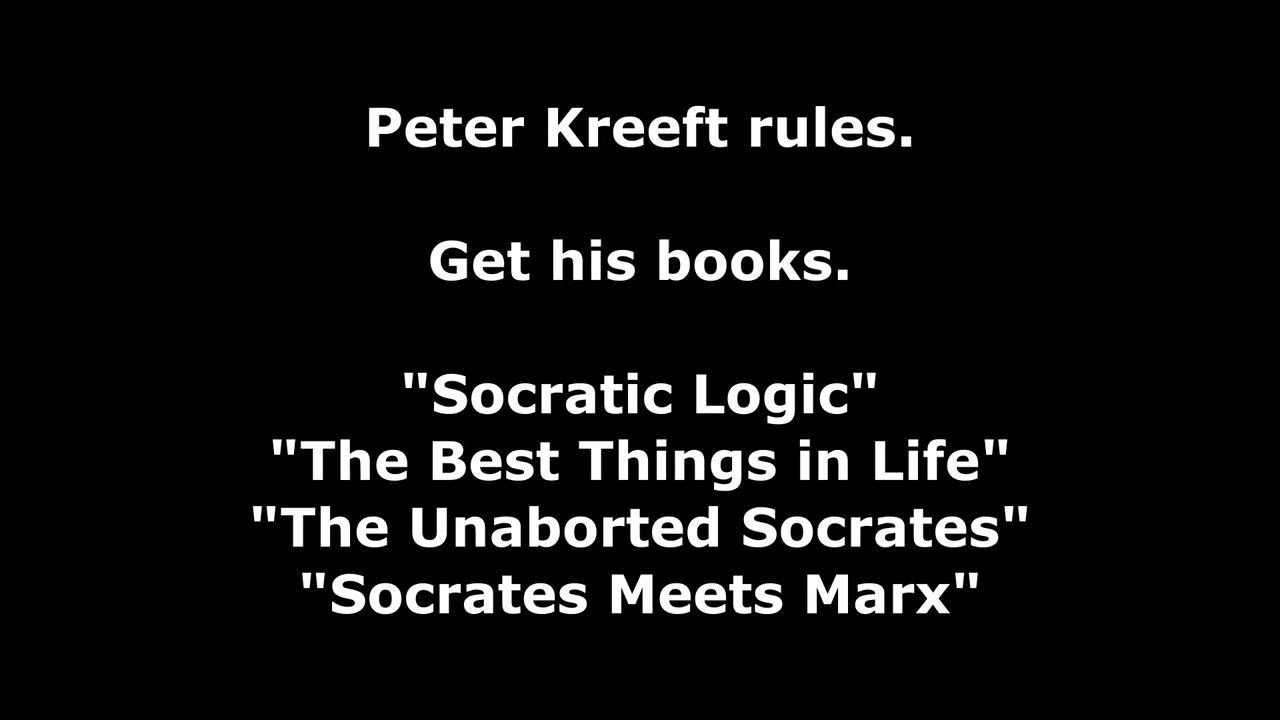 Peter Kreeft rules.
Get his books.
"Socratic Logic"
"The Best Things in Life"
"The Unaborted Socrates"
"Socrates Meets Marx"